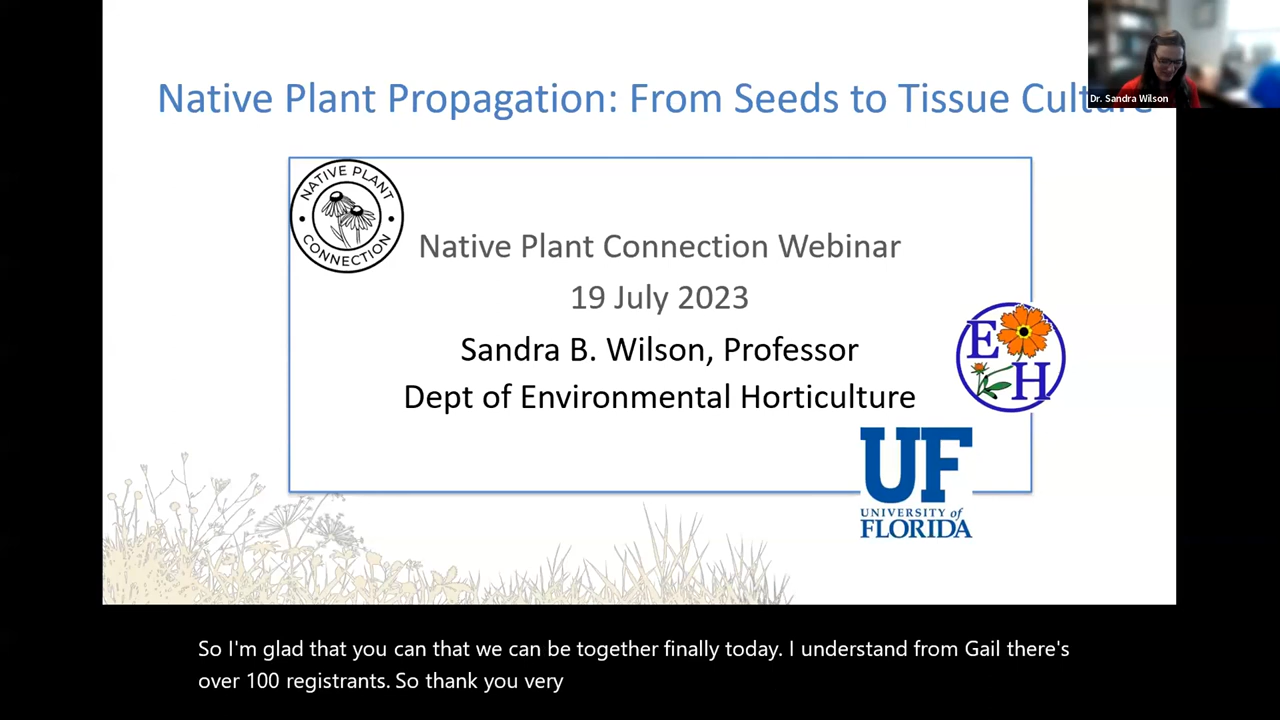 Native Plant Propagation: From Seeds to Tissue Culture
Dr. Sandra Wilson
NATIVE PLANT
CONNECTION
Native Plant Connection Webinar
19 July 2023
Sandra B. Wilson, Professor
Dept of Environmental Horticulture
E
H
UF
UNIVERSITY of
FLORIDA
So I'm glad that you can that we can be together finally today. I understand from Gail there's
over 100 registrants. So thank you very